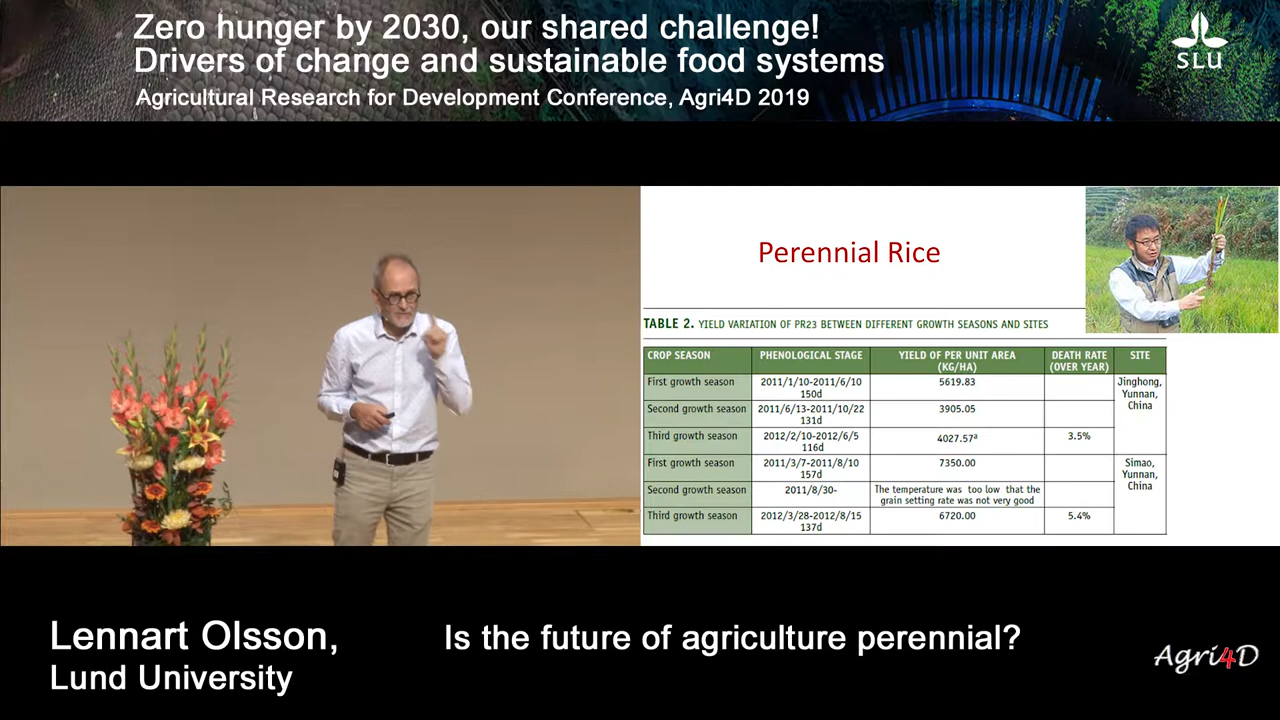 Zero hunger by 2030, our shared challenge!
Drivers of change and sustainable food systems
Agricultural Research for Development Conference, Agri4D 2019
SLU
Perennial Rice
TABLE 2. YIELD VARIATION OF PR23 BETWEEN DIFFERENT GROWTH SEASONS AND SITES
CROP SEASON PHENOLOGICAL STAGE YIELD OF PER UNIT AREA (KG/HA) DEATH RATE (OVER YEAR) SITE
First growth season 2011/1/10-2011/6/10 150d 5619.83 Jinghong, Yunnan, China
Second growth season 2011/6/13-2011/10/22 131d 3905.05
Third growth season 2012/2/10-2012/6/5 116d 4027.57ª 3.5%
First growth season 2011/3/7-2011/8/10 157d 7350.00 Simao, Yunnan, China
Second growth season 2011/8/30- The temperature was too low that the grain setting rate was not very good
Third growth season 2012/3/28-2012/8/15 137d 6720.00 5.4%
Lennart Olsson,
Lund University
Is the future of agriculture perennial?
Agri4D